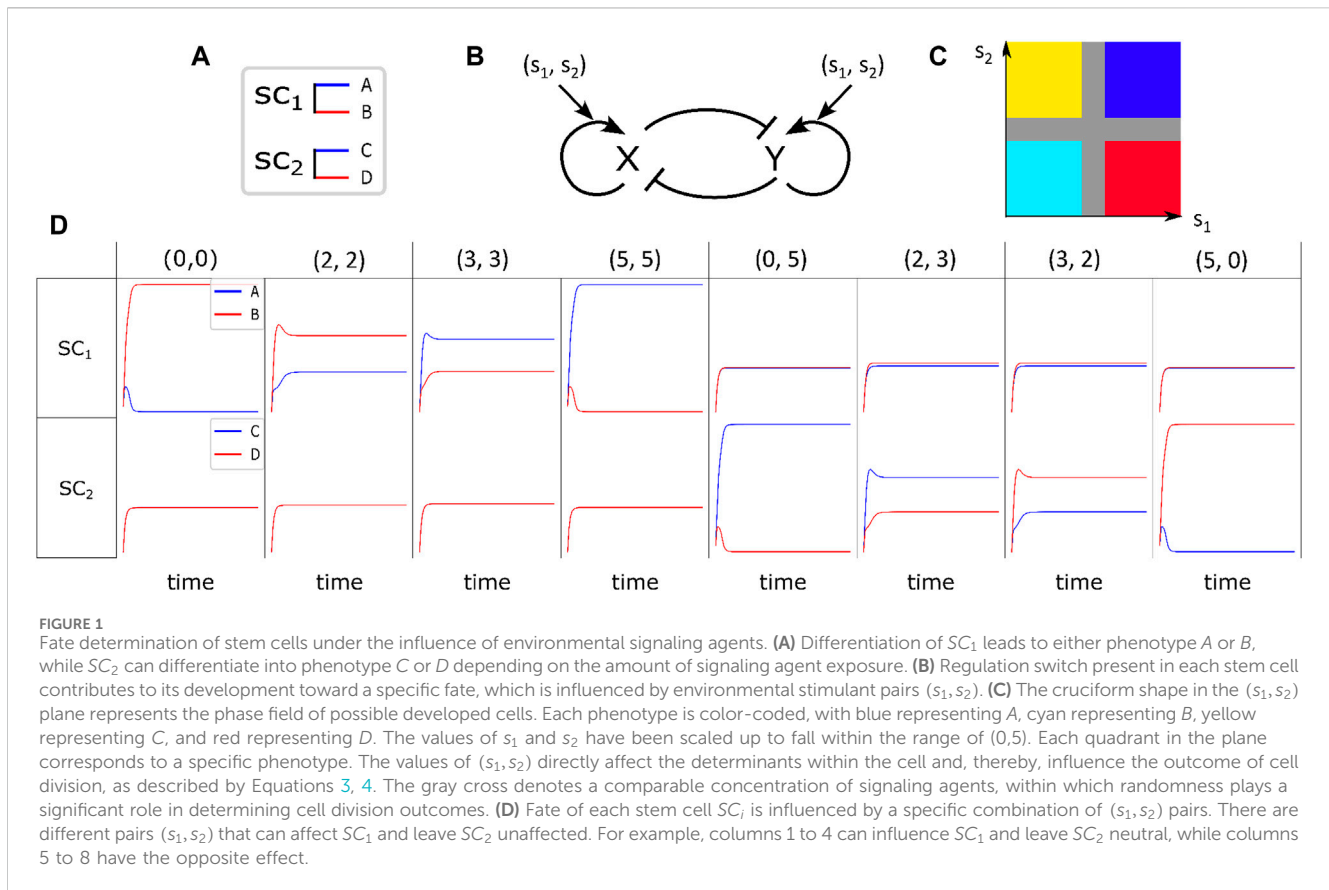 A
SC1
A
B
SC2
C
D
B
(s1, s2)
(s1, s2)
X
Y
C
s2
s1
D
(0,0) (2, 2) (3, 3) (5, 5) (0, 5) (2, 3) (3, 2) (5, 0)
SC1
A
B
SC2
C
D
time time time time time time time time
FIGURE 1
Fate determination of stem cells under the influence of environmental signaling agents. (A) Differentiation of SC1 leads to either phenotype A or B,
while SC2 can differentiate into phenotype C or D depending on the amount of signaling agent exposure. (B) Regulation switch present in each stem cell
contributes to its development toward a specific fate, which is influenced by environmental stimulant pairs (s1, s2). (C) The cruciform shape in the (s1, s2)
plane represents the phase field of possible developed cells. Each phenotype is color-coded, with blue representing A, cyan representing B, yellow
representing C, and red representing D. The values of s1 and s2 have been scaled up to fall within the range of (0,5). Each quadrant in the plane
corresponds to a specific phenotype. The values of (s1, s2) directly affect the determinants within the cell and, thereby, influence the outcome of cell
division, as described by Equations 3, 4. The gray cross denotes a comparable concentration of signaling agents, within which randomness plays a
significant role in determining cell division outcomes. (D) Fate of each stem cell SCi is influenced by a specific combination of (s1, s2) pairs. There are
different pairs (s1, s2) that can affect SC1 and leave SC2 unaffected. For example, columns 1 to 4 can influence SC1 and leave SC2 neutral, while columns
5 to 8 have the opposite effect.